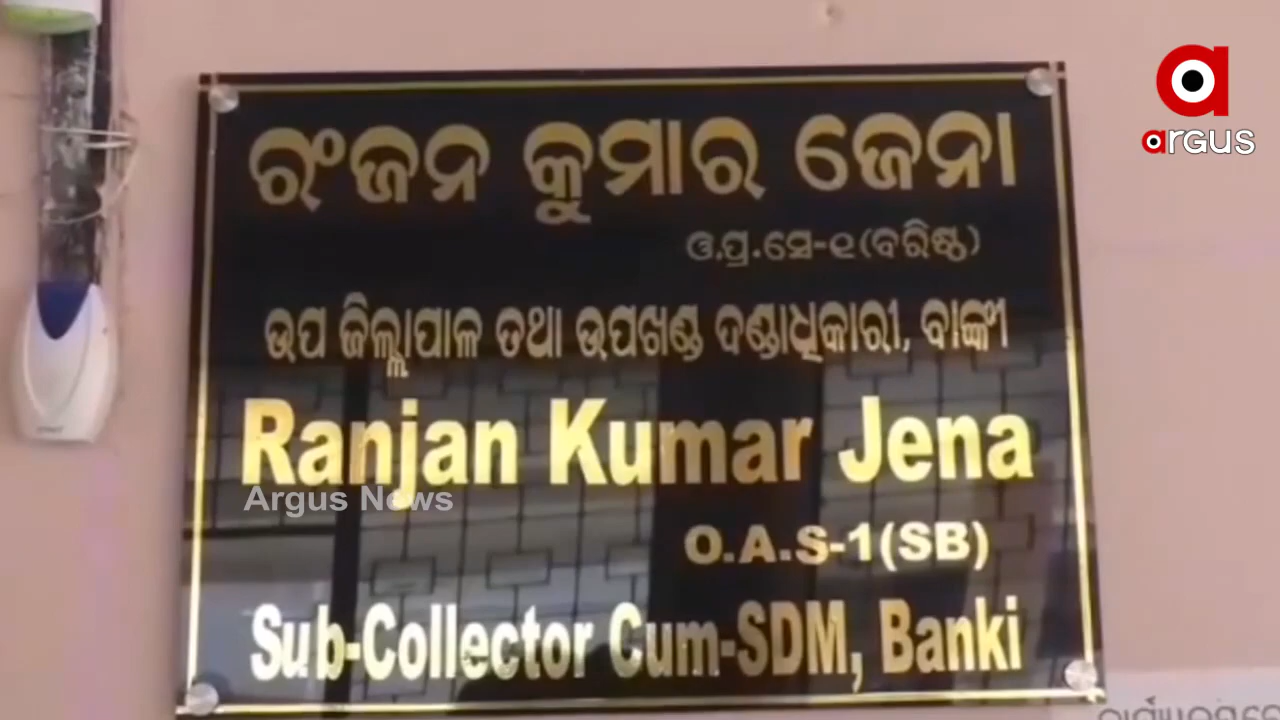 argus
ରଂଜନ କୁମାର ଜେନା
ଓ.ପ୍ର.ସେ-୧(ବରିଷ୍ଠ)
ଉପ ଜିଲ୍ଲାପାଳ ତଥା ଉପଖଣ୍ଡ ଦଣ୍ଡାଧିକାରୀ, ବାଙ୍କୀ
Ranjan Kumar Jena
Argus News
O.A.S-1(SB)
Sub-Collector Cum-SDM, Banki